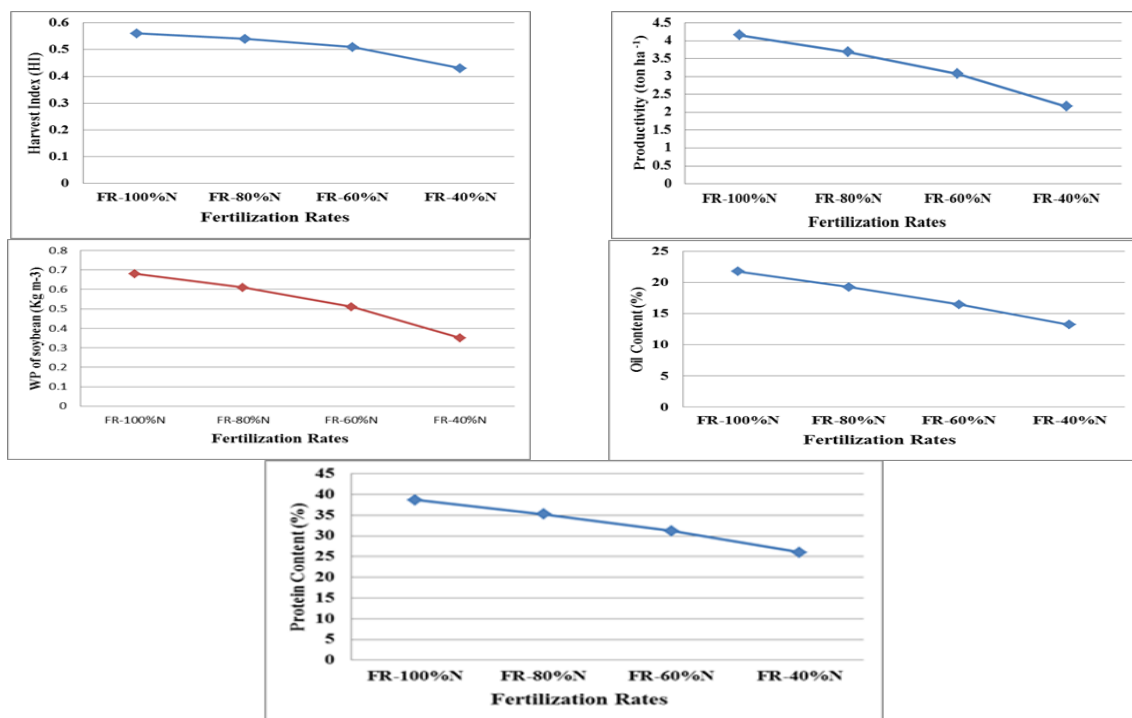 Harvest Index (HI)
0.6
0.5
0.4
0.3
0.2
0.1
0
FR-100%N FR-80%N FR-60%N FR-40%N
Fertilization Rates
Productivity (ton ha -1)
4.5
4
3.5
3
2.5
2
1.5
1
0.5
0
FR-100%N FR-80%N FR-60%N FR-40%N
Fertilization Rates
WP of soybean (Kg m-3)
0.8
0.7
0.6
0.5
0.4
0.3
0.2
0.1
0
FR-100%N FR-80%N FR-60%N FR-40%N
Fertilization Rates
Oil Content (%)
25
20
15
10
5
0
FR-100%N FR-80%N FR-60%N FR-40%N
Fertilization Rates
Protein Content (%)
45
40
35
30
25
20
15
10
5
0
FR-100%N FR-80%N FR-60%N FR-40%N
Fertilization Rates